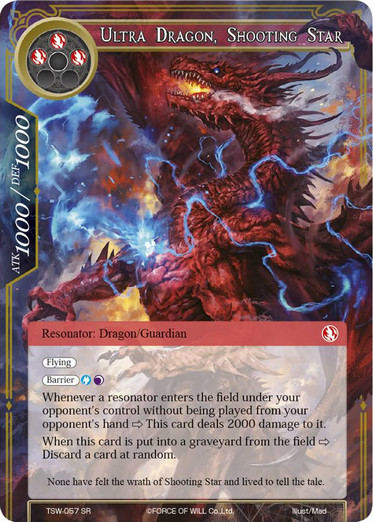 Ultra Dragon, Shooting Star
ATK 1000 / DEF 1000
Resonator: Dragon/Guardian
Flying
Barrier
Whenever a resonator enters the field under your
opponent's control without being played from your
opponent's hand ⇨ This card deals 2000 damage to it.
When this card is put into a graveyard from the field ⇨
Discard a card at random.
None have felt the wrath of Shooting Star and lived to tell the tale.
TSW-057 SR ©FORCE OF WILL Co.,Ltd. Illust/Mad